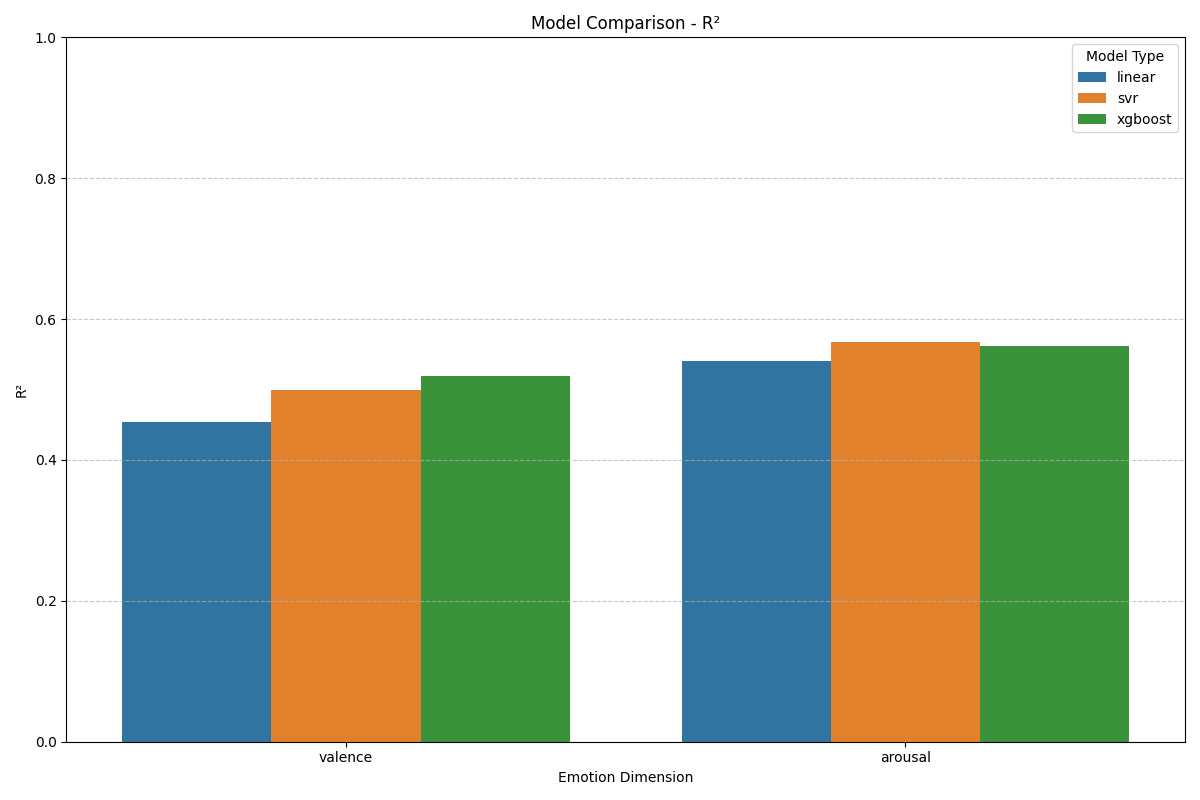 Model Comparison - R²
1.0
0.8
0.6
0.4
0.2
0.0
R²
Model Type
linear
svr
xgboost
valence
arousal
Emotion Dimension